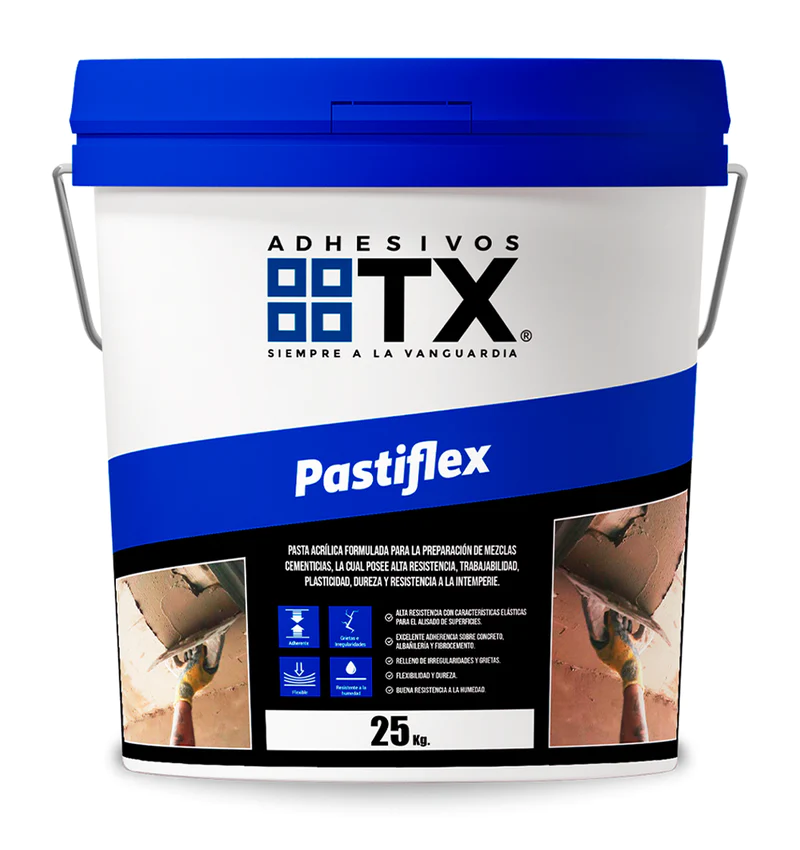 ADHESIVOS
TX®
SIEMPRE A LA VANGUARDIA
Pastiflex
PASTA ACRÍLICA FORMULADA PARA LA PREPARACIÓN DE MEZCLAS
CEMENTICIAS, LA CUAL POSEE ALTA RESISTENCIA, TRABAJABILIDAD,
PLASTICIDAD, DUREZA Y RESISTENCIA A LA INTEMPERIE.
Adherente
Grietas e
irregularidades
Flexible
Resistente a la
humedad
ALTA RESISTENCIA CON CARACTERÍSTICAS ELÁSTICAS
PARA EL ALISADO DE SUPERFICIES.
EXCELENTE ADHERENCIA SOBRE CONCRETO,
ALBAÑILERÍA Y FIBROCEMENTO.
RELLENO DE IRREGULARIDADES Y GRIETAS.
FLEXIBILIDAD Y DUREZA.
BUENA RESISTENCIA A LA HUMEDAD.
25 Kg.